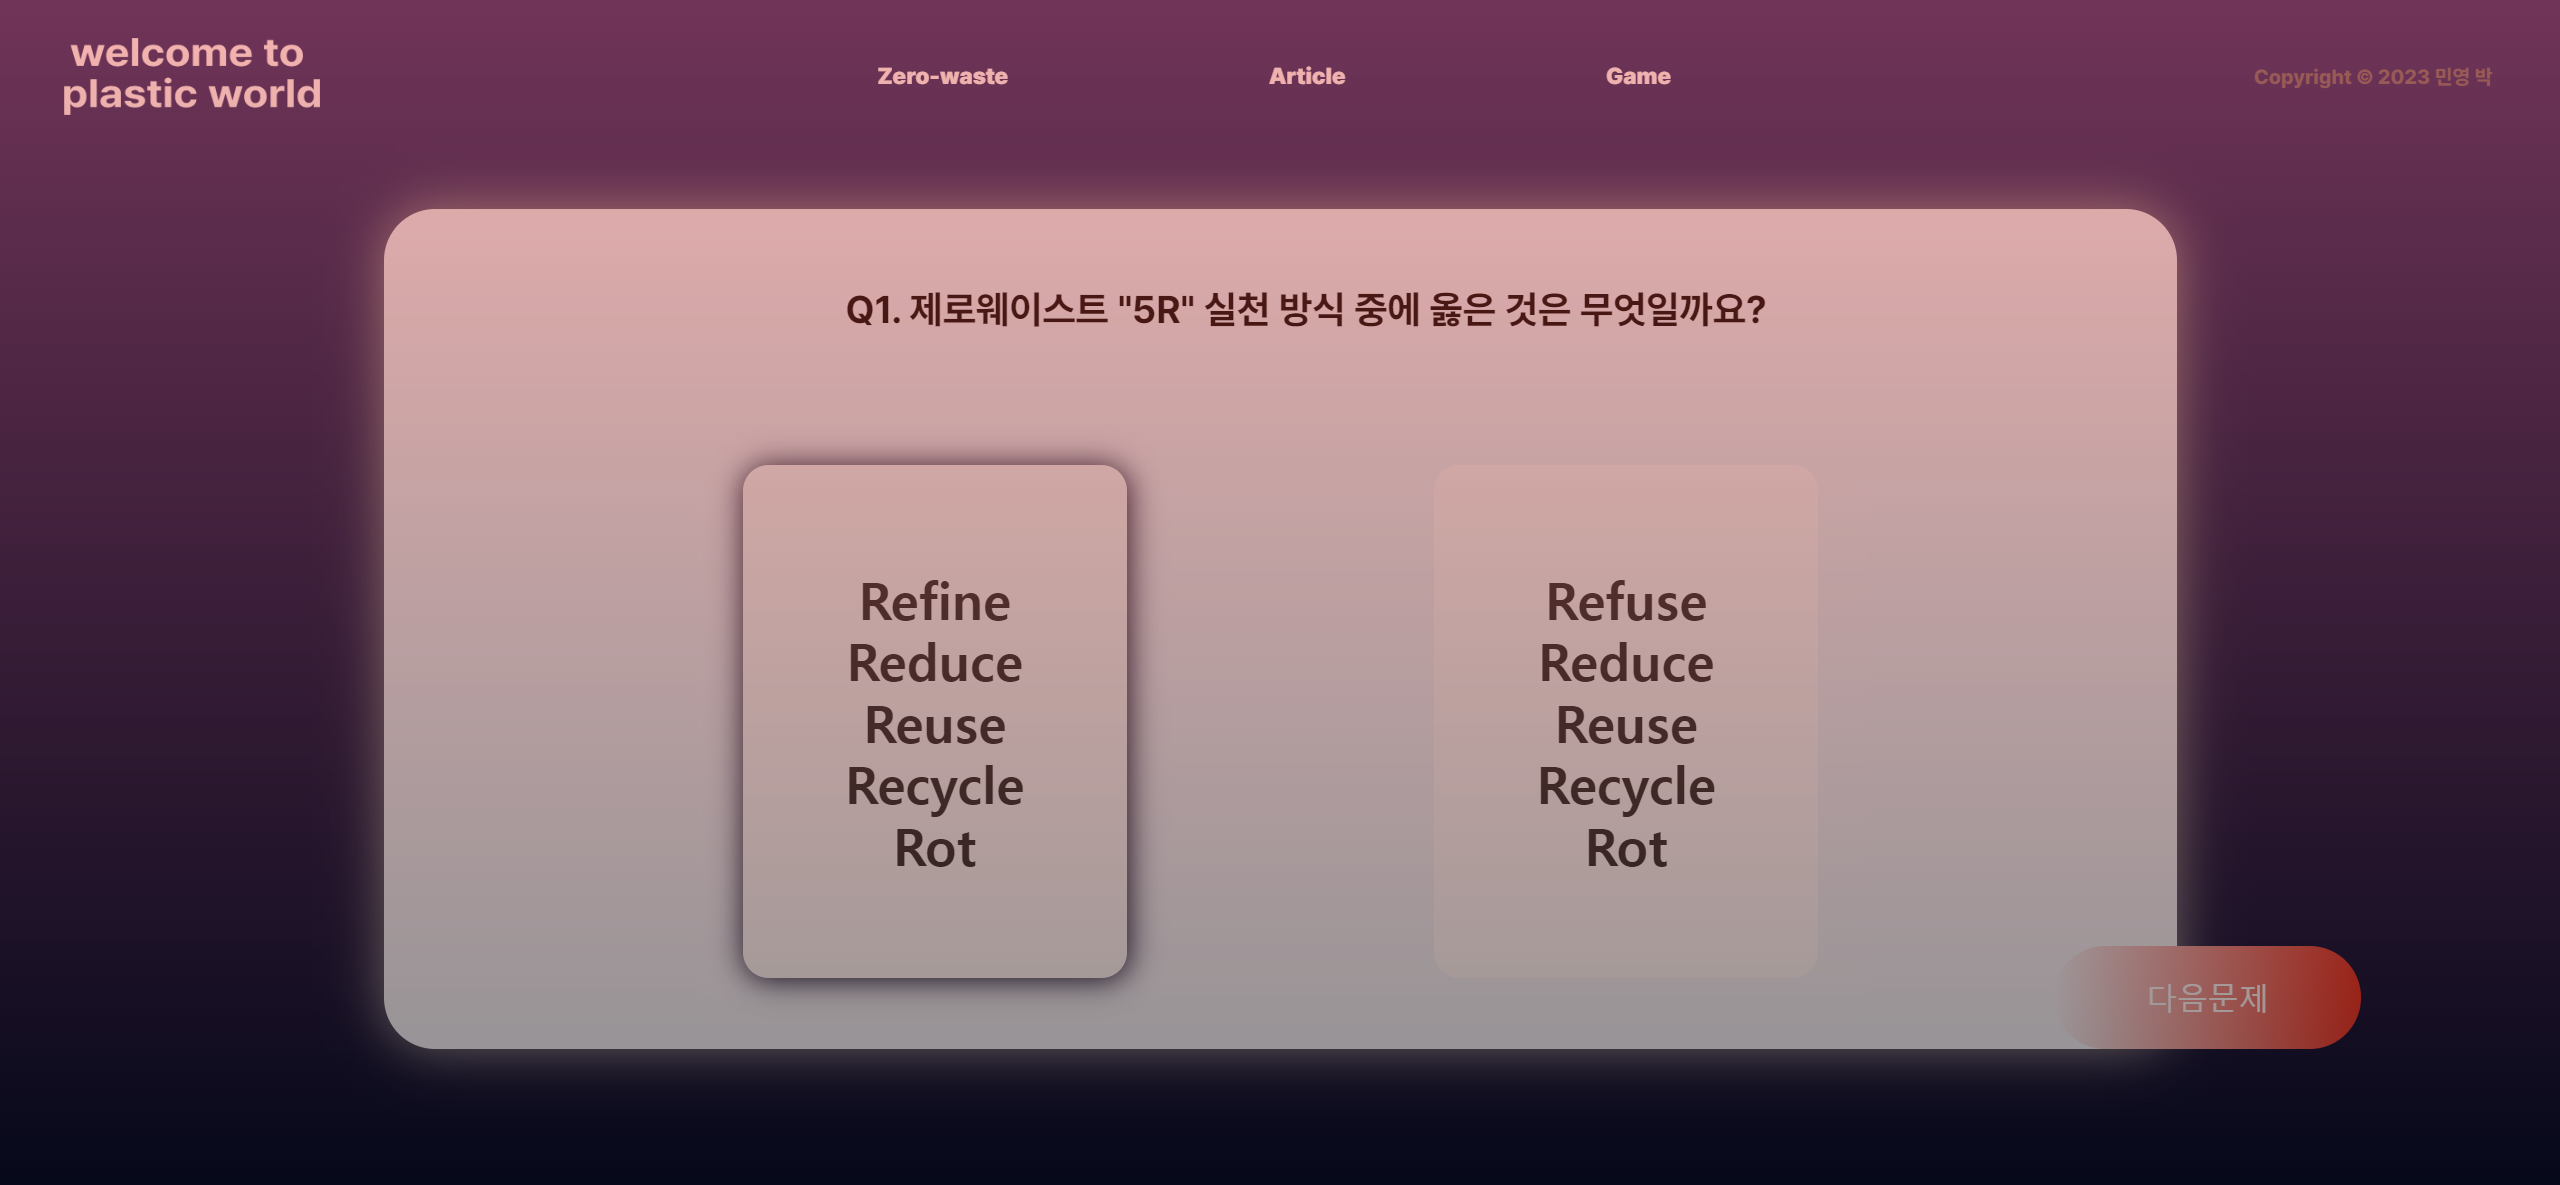 welcome to
plastic world
Zero-waste
Article
Game
Copyright © 2023 민영 박
Q1. 제로웨이스트 "5R" 실천 방식 중에 옳은 것은 무엇일까요?
Refine
Reduce
Reuse
Recycle
Rot
Refuse
Reduce
Reuse
Recycle
Rot
다음문제